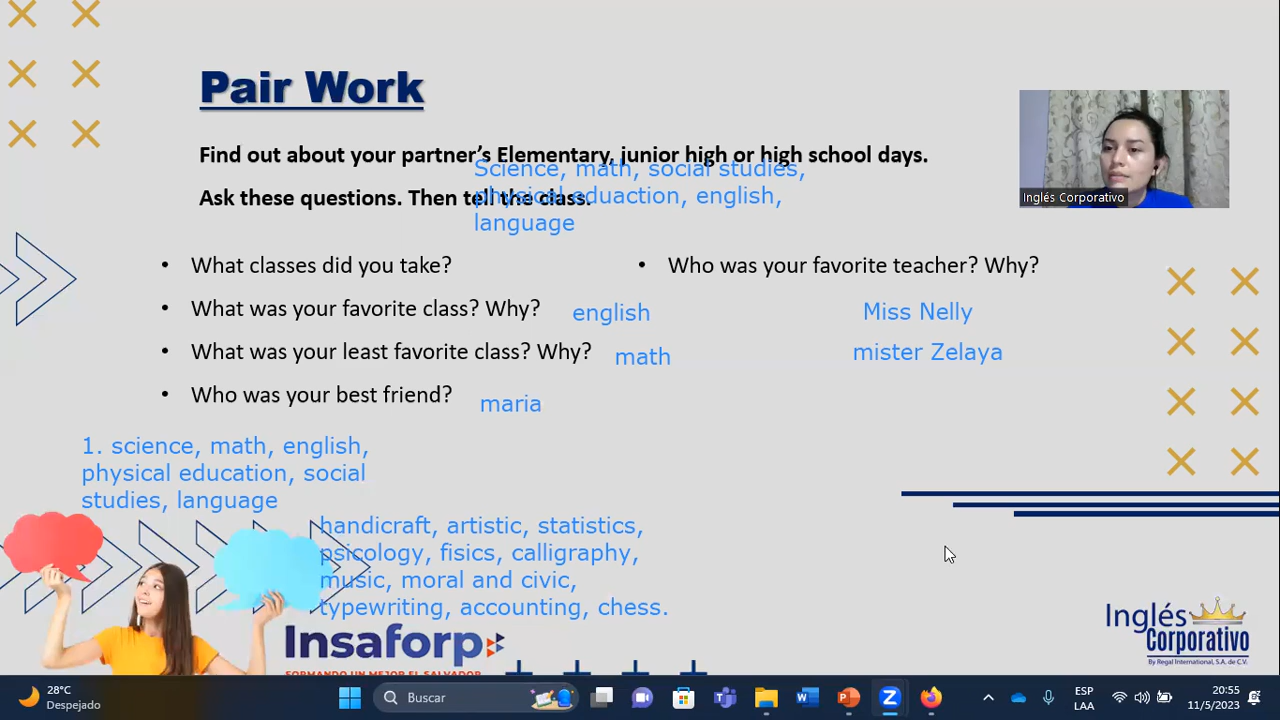 Pair Work
Find out about your partner’s Elementary, junior high or high school days.
Ask these questions. Then tell the class.
Science, math, social studies,
physical eduaction, english,
language
Inglés Corporativo
• What classes did you take?
• What was your favorite class? Why?
english
• What was your least favorite class? Why?
math
• Who was your best friend?
maria
• Who was your favorite teacher? Why?
Miss Nelly
mister Zelaya
1. science, math, english,
physical education, social
studies, language
handicraft, artistic, statistics,
psicology, fisics, calligraphy,
music, moral and civic,
typewriting, accounting, chess.
Insaforp
FORMANDO UN MEJOR EL SALVADOR
Inglés
Corporativo
By Regal International, S.A. de C.V.
28°C
Despejado
Buscar
ESP
LAA
20:55
11/5/2023